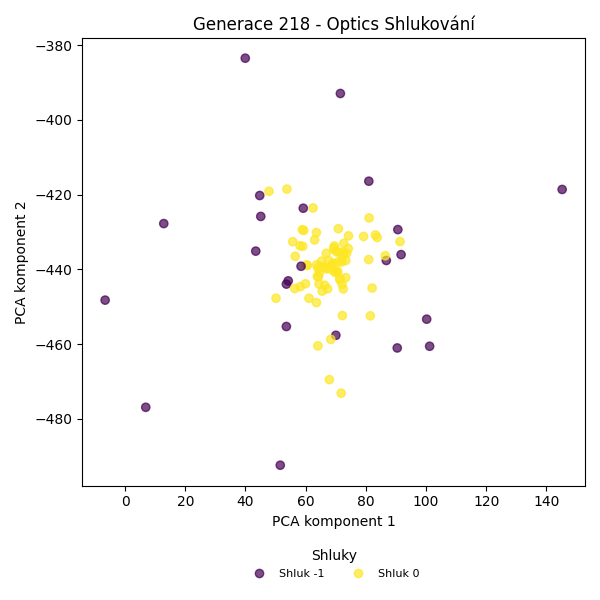 Generace 218 - Optics Shlukování
−380
−400
−420
−440
−460
−480
PCA komponent 2
0 20 40 60 80 100 120 140
PCA komponent 1
Shluky
Shluk -1 Shluk 0